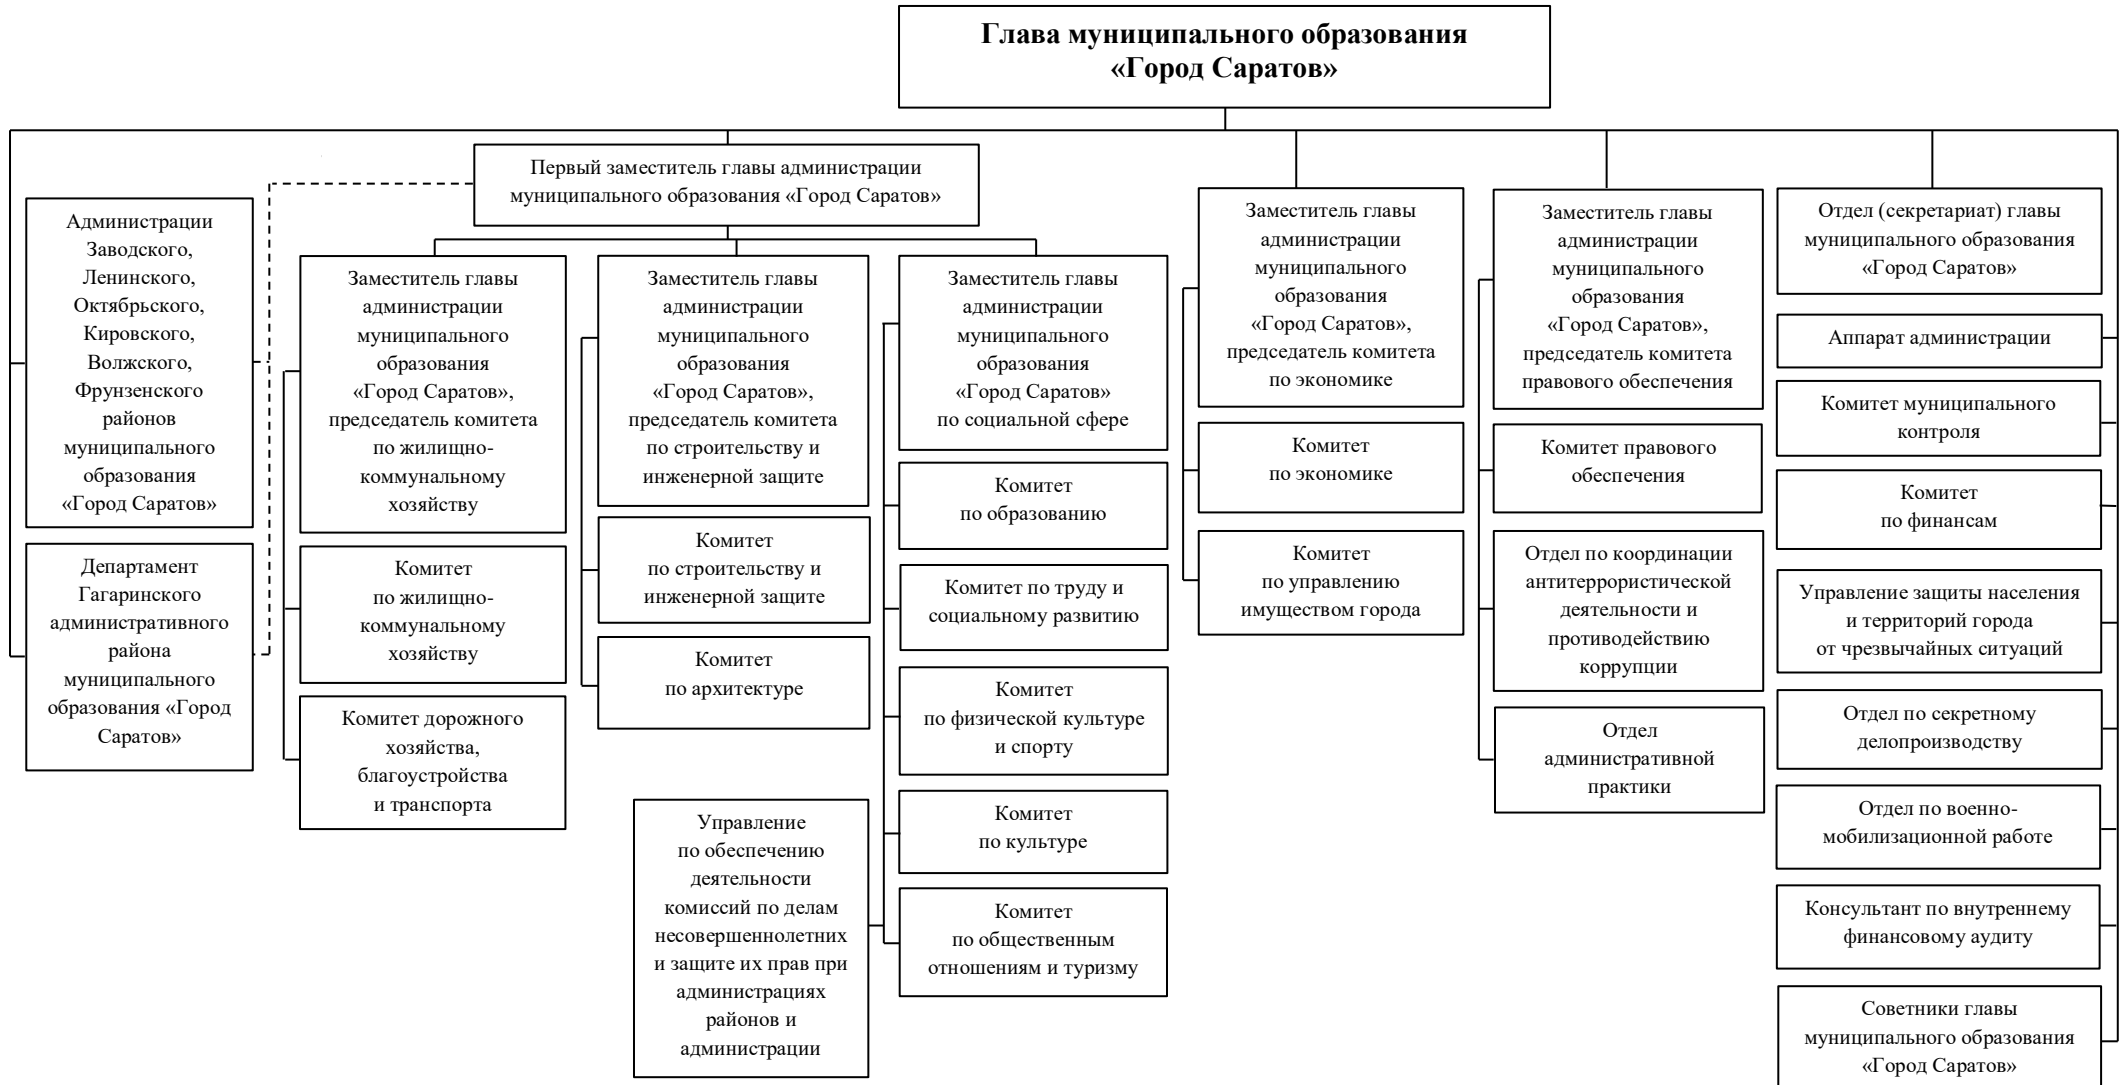 Глава муниципального образования
«Город Саратов»
Первый заместитель главы администрации
муниципального образования «Город Саратов»
Администрации
Заводского,
Ленинского,
Октябрьского,
Кировского,
Волжского,
Фрунзенского
районов
муниципального
образования
«Город Саратов»
Департамент
Гагаринского
административного
района
муниципального
образования «Город
Саратов»
Заместитель главы
администрации
муниципального
образования
«Город Саратов»,
председатель комитета
по жилищно-
коммунальному
хозяйству
Комитет
по жилищно-
коммунальному
хозяйству
Комитет дорожного
хозяйства,
благоустройства
и транспорта
Заместитель главы
администрации
муниципального
образования
«Город Саратов»,
председатель комитета
по строительству и
инженерной защите
Комитет
по строительству и
инженерной защите
Комитет
по архитектуре
Управление
по обеспечению
деятельности
комиссий по делам
несовершеннолетних
и защите их прав при
администрациях
районов и
администрации
Заместитель главы
администрации
муниципального
образования
«Город Саратов»
по социальной сфере
Комитет
по образованию
Комитет по труду и
социальному развитию
Комитет
по физической культуре
и спорту
Комитет
по культуре
Комитет
по общественным
отношениям и туризму
Заместитель главы
администрации
муниципального
образования
«Город Саратов»,
председатель комитета
по экономике
Комитет
по экономике
Комитет
по управлению
имуществом города
Заместитель главы
администрации
муниципального
образования
«Город Саратов»,
председатель комитета
правового обеспечения
Комитет правового
обеспечения
Отдел по координации
антитеррористической
деятельности и
противодействию
коррупции
Отдел
административной
практики
Отдел (секретариат) главы
муниципального образования
«Город Саратов»
Аппарат администрации
Комитет муниципального
контроля
Комитет
по финансам
Управление защиты населения
и территорий города
от чрезвычайных ситуаций
Отдел по секретному
делопроизводству
Отдел по военно-
мобилизационной работе
Консультант по внутреннему
финансовому аудиту
Советники главы
муниципального образования
«Город Саратов»